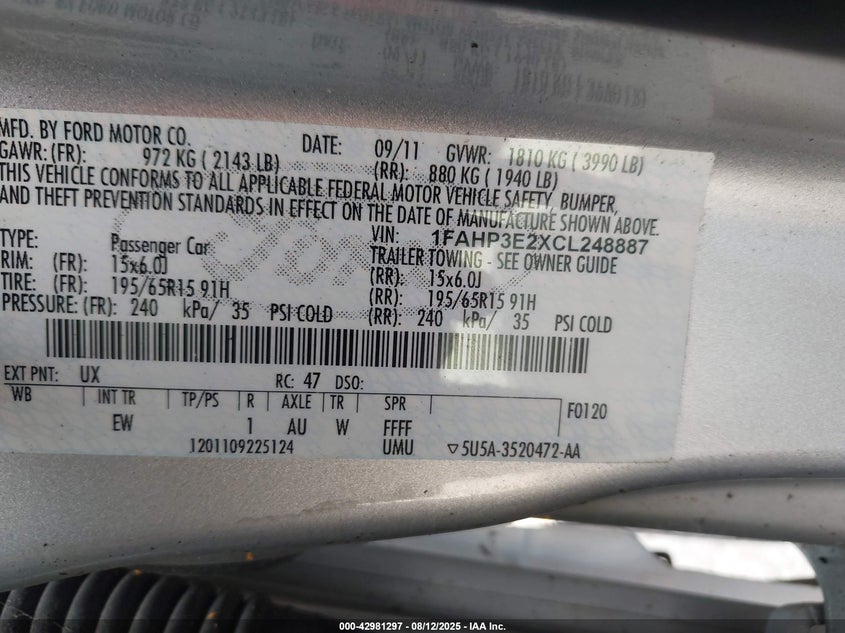 MFD. BY FORD MOTOR CO.
DATE: 09/11 GVWR: 1810 KG ( 3990 LB)
GAWR: (FR): 972 KG ( 2143 LB) (RR): 880 KG ( 1940 LB)
THIS VEHICLE CONFORMS TO ALL APPLICABLE FEDERAL MOTOR VEHICLE SAFETY, BUMPER,
AND THEFT PREVENTION STANDARDS IN EFFECT ON THE DATE OF MANUFACTURE SHOWN ABOVE.
VIN: 1FAHP3E2XCL248887
TYPE: Passenger Car TRAILER TOWING - SEE OWNER GUIDE
RIM: (FR): 15x6.0J (RR): 15x6.0J
TIRE: (FR): 195/65R15 91H (RR): 195/65R15 91H
PRESSURE: (FR): 240 kPa/ 35 PSI COLD (RR): 240 kPa/ 35 PSI COLD
EXT PNT: UX RC: 47 DSO:
WB INT TR TP/PS R AXLE TR SPR F0120
EW 1 AU W FFFF
1201109225124 UMU ▽5U5A-3520472-AA
000-42981297 - 08/12/2025 - IAA Inc.